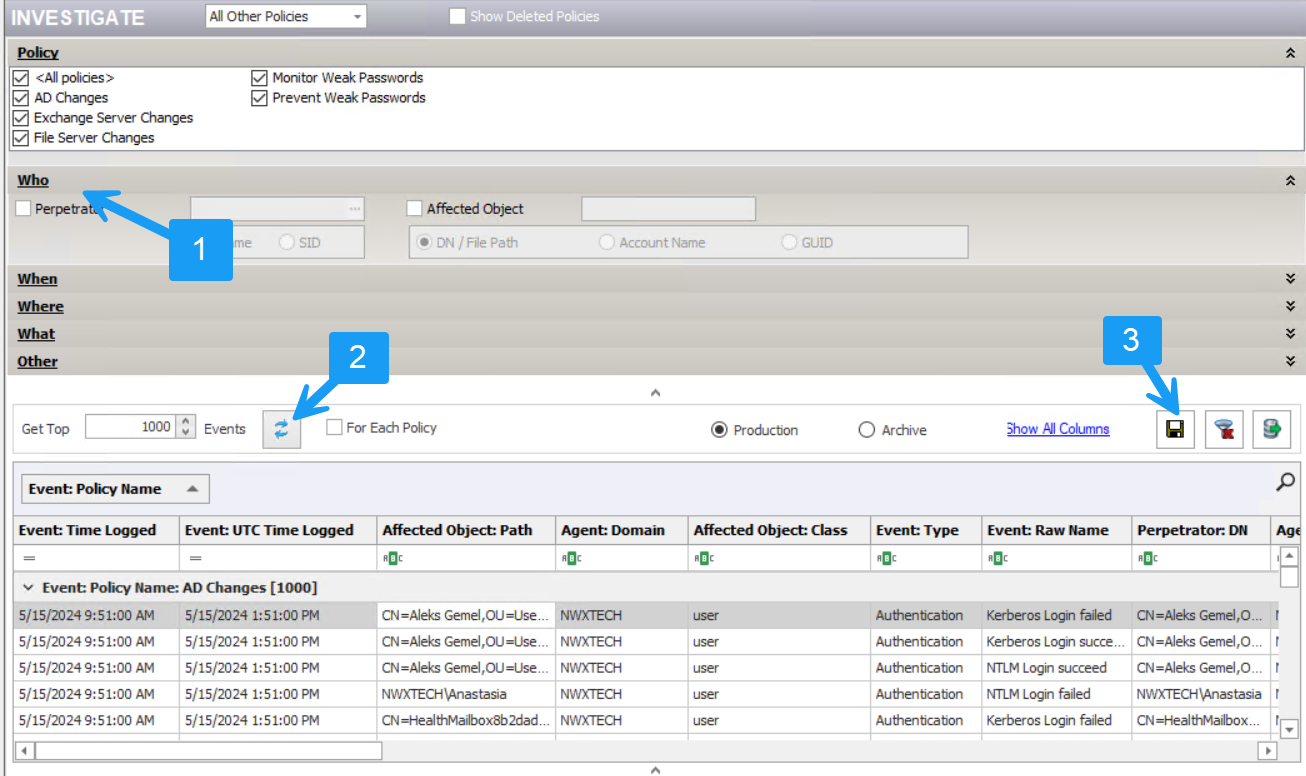 INVESTIGATE All Other Policies Show Deleted Policies
Policy
<All policies> Monitor Weak Passwords
AD Changes Prevent Weak Passwords
Exchange Server Changes
File Server Changes
Who
Perpetrator ... Affected Object
1
SID DN / File Path Account Name GUID
When
Where
What
Other
2
3
Get Top 1000 Events For Each Policy Production Archive Show All Columns
Event: Policy Name
Event: Time Logged Event: UTC Time Logged Affected Object: Path Agent: Domain Affected Object: Class Event: Type Event: Raw Name Perpetrator: DN Age
= = ABC ABC ABC ABC ABC ABC
Event: Policy Name: AD Changes [1000]
5/15/2024 9:51:00 AM 5/15/2024 1:51:00 PM CN=Aleks Gemel,OU=Use... NWXTECH user Authentication Kerberos Login failed CN=Aleks Gemel,O...
5/15/2024 9:51:00 AM 5/15/2024 1:51:00 PM CN=Aleks Gemel,OU=Use... NWXTECH user Authentication Kerberos Login succe... CN=Aleks Gemel,O...
5/15/2024 9:51:00 AM 5/15/2024 1:51:00 PM CN=Aleks Gemel,OU=Use... NWXTECH user Authentication NTLM Login succeed CN=Aleks Gemel,O...
5/15/2024 9:51:00 AM 5/15/2024 1:51:00 PM NWXTECH\Anastasia NWXTECH user Authentication NTLM Login failed NWXTECH\Anastasia
5/15/2024 9:51:00 AM 5/15/2024 1:51:00 PM CN=HealthMailbox8b2dad... NWXTECH user Authentication Kerberos Login failed CN=HealthMailbox...